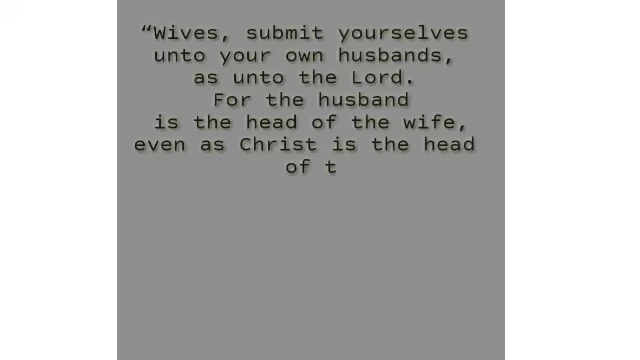 “Wives, submit yourselves
unto your own husbands,
as unto the Lord.
For the husband
is the head of the wife,
even as Christ is the head
of t